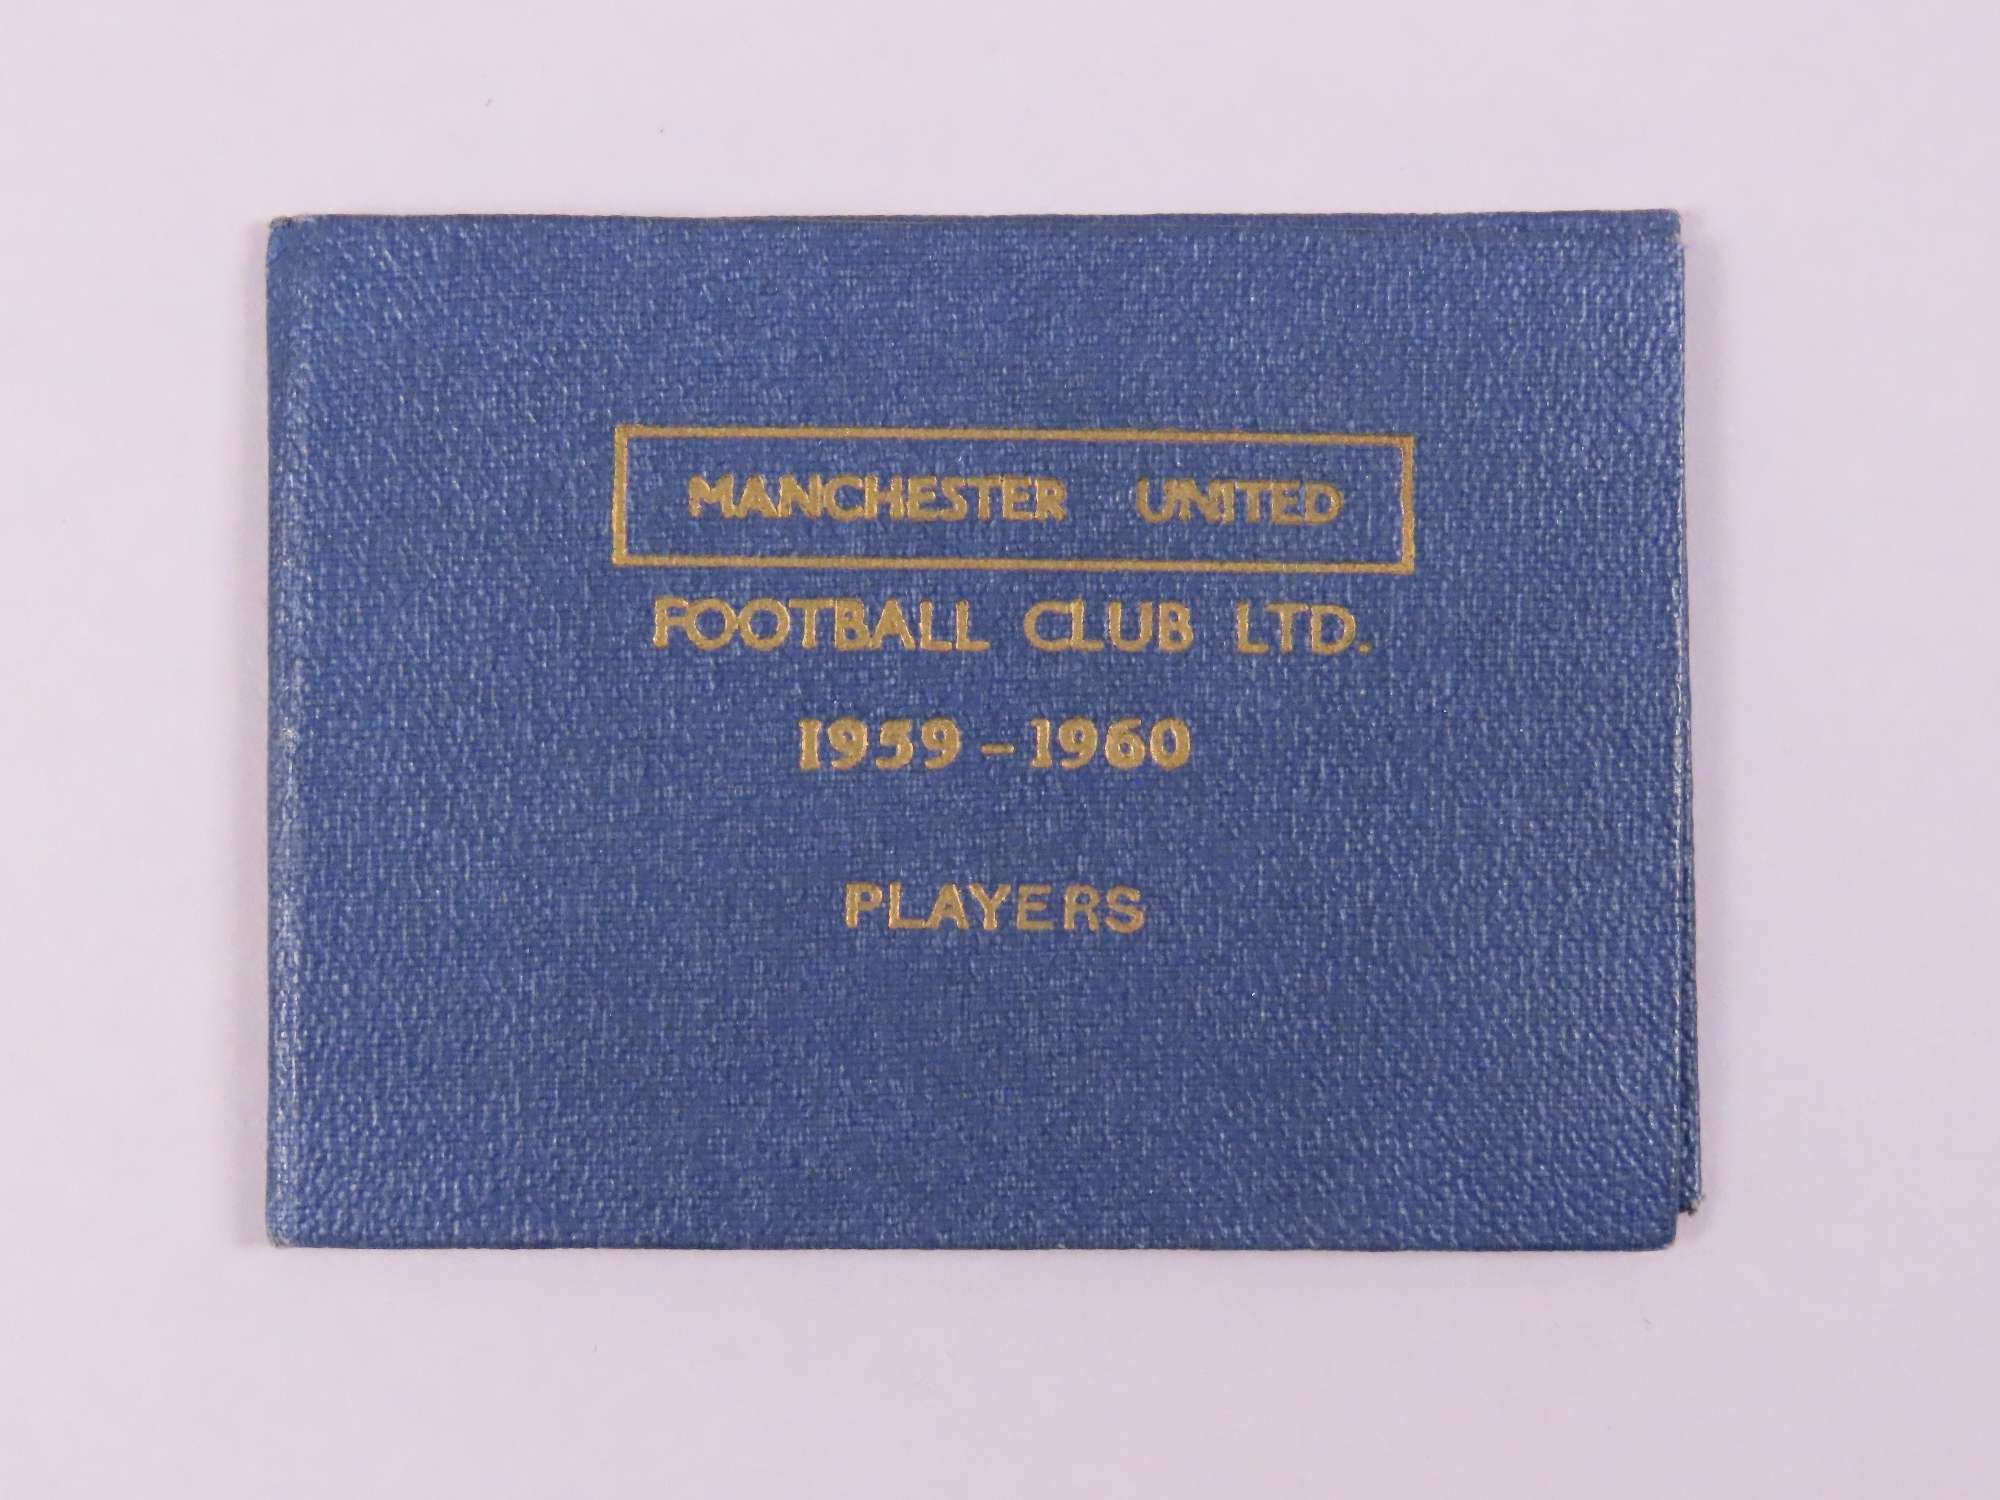 MANCHESTER UNITED
FOOTBALL CLUB LTD.
1959-1960
PLAYERS